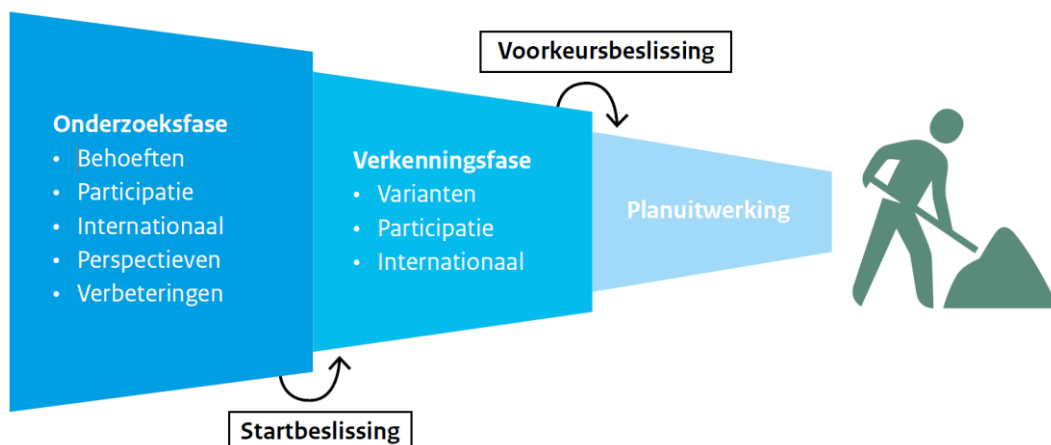 Voorkeursbeslissing
Onderzoeksfase
• Behoeften
• Participatie
• Internationaal
• Perspectieven
• Verbeteringen
Verkenningsfase
• Varianten
• Participatie
• Internationaal
Planuitwerking
Startbeslissing